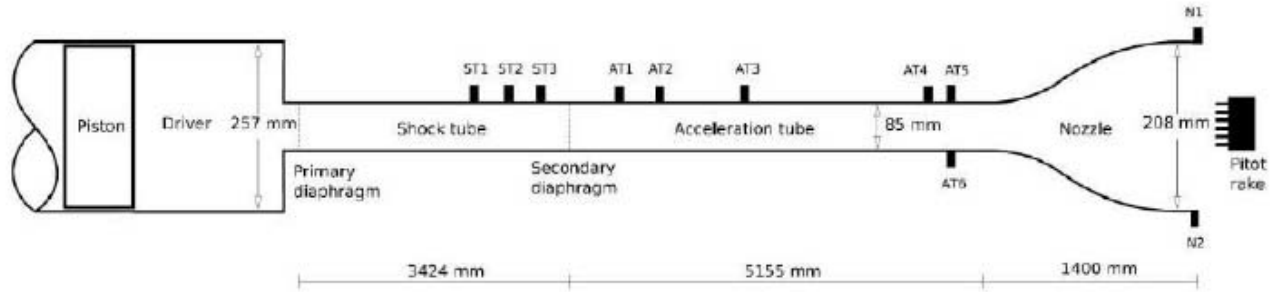 N1
ST1 ST2 ST3 AT1 AT2 AT3 AT4 AT5
Piston Driver 257 mm Shock tube Acceleration tube 85 mm Nozzle 208 mm
Primary
diaphragm
Secondary
diaphragm
AT6
Pitot
rake
N2
3424 mm 5155 mm 1400 mm